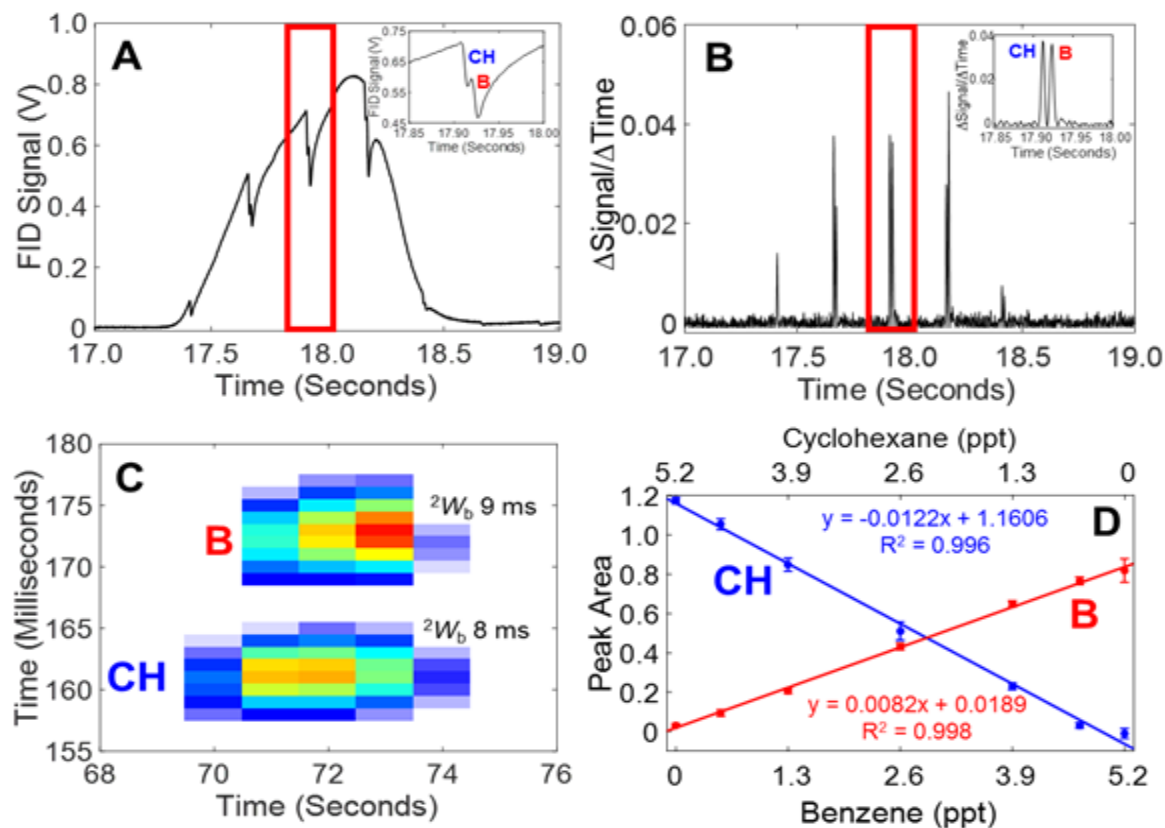 A
FID Signal (V)
1.0
0.8
0.6
0.4
0.2
0
17.0 17.5 18.0 18.5 19.0
Time (Seconds)
FID Signal (V)
0.75
0.65
0.55
0.45
CH
B
17.85 17.90 17.95 18.00
Time (Seconds)
B
ΔSignal/ΔTime
0.06
0.04
0.02
0
17.0 17.5 18.0 18.5 19.0
Time (Seconds)
ΔSignal/ΔTime
0.04
0.02
0
CH B
17.85 17.90 17.95 18.00
Time (Seconds)
C
Time (Milliseconds)
180
175
170
165
160
155
B
²Wb 9 ms
CH
²Wb 8 ms
68 70 72 74 76
Time (Seconds)
Cyclohexane (ppt)
5.2 3.9 2.6 1.3 0
D
Peak Area
1.2
1.0
0.8
0.6
0.4
0.2
0
y = -0.0122x + 1.1606
R² = 0.996
CH
B
y = 0.0082x + 0.0189
R² = 0.998
0 1.3 2.6 3.9 5.2
Benzene (ppt)